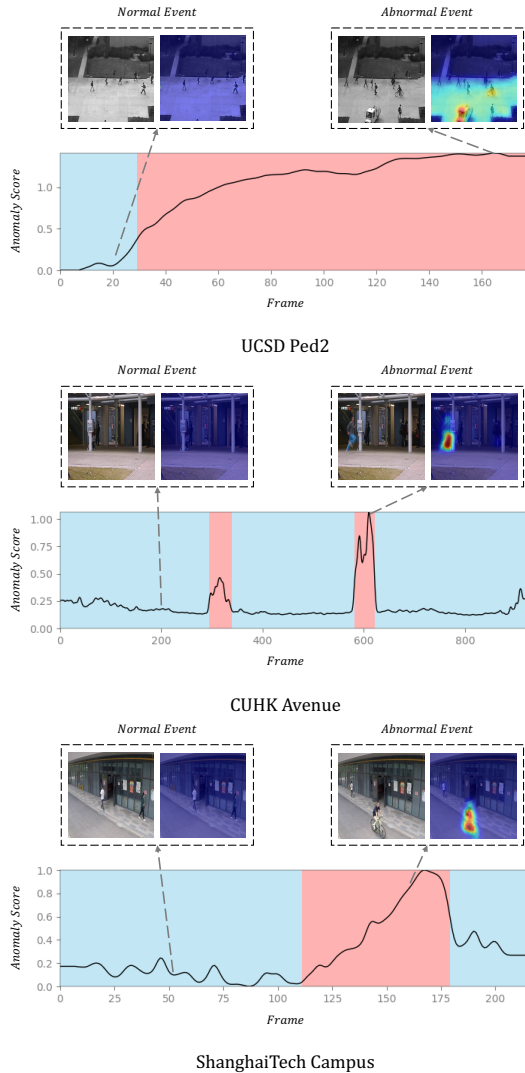 Normal Event
Abnormal Event
Anomaly Score
1.0
0.5
0.0
0 20 40 60 80 100 120 140 160
Frame
UCSD Ped2
Normal Event
Abnormal Event
Anomaly Score
1.00
0.75
0.50
0.25
0.00
0 200 400 600 800
Frame
CUHK Avenue
Normal Event
Abnormal Event
Anomaly Score
1.0
0.8
0.6
0.4
0.2
0.0
0 25 50 75 100 125 150 175 200
Frame
ShanghaiTech Campus